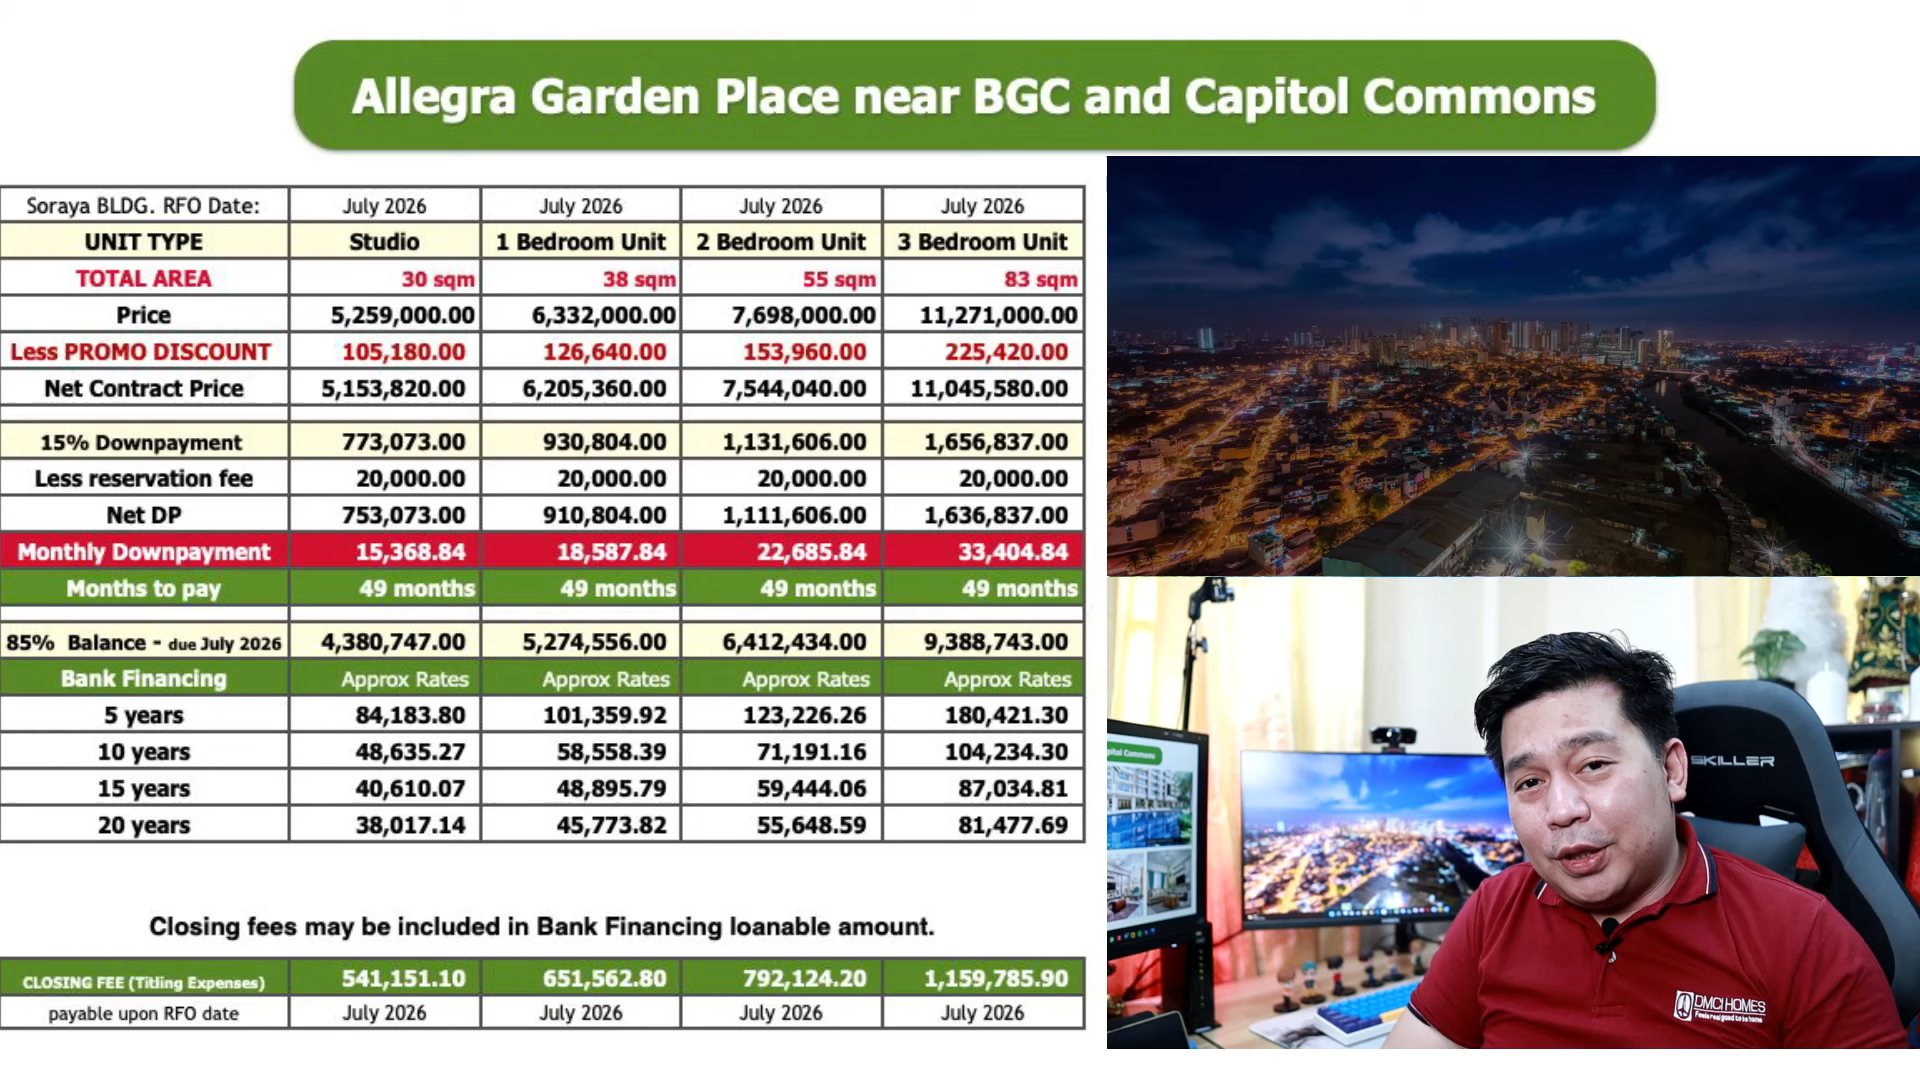 Allegra Garden Place near BGC and Capitol Commons
Soraya BLDG. RFO Date: July 2026 July 2026 July 2026 July 2026
UNIT TYPE Studio 1 Bedroom Unit 2 Bedroom Unit 3 Bedroom Unit
TOTAL AREA 30 sqm 38 sqm 55 sqm 83 sqm
Price 5,259,000.00 6,332,000.00 7,698,000.00 11,271,000.00
Less PROMO DISCOUNT 105,180.00 126,640.00 153,960.00 225,420.00
Net Contract Price 5,153,820.00 6,205,360.00 7,544,040.00 11,045,580.00
15% Downpayment 773,073.00 930,804.00 1,131,606.00 1,656,837.00
Less reservation fee 20,000.00 20,000.00 20,000.00 20,000.00
Net DP 753,073.00 910,804.00 1,111,606.00 1,636,837.00
Monthly Downpayment 15,368.84 18,587.84 22,685.84 33,404.84
Months to pay 49 months 49 months 49 months 49 months
85% Balance - due July 2026 4,380,747.00 5,274,556.00 6,412,434.00 9,388,743.00
Bank Financing Approx Rates Approx Rates Approx Rates Approx Rates
5 years 84,183.80 101,359.92 123,226.26 180,421.30
10 years 48,635.27 58,558.39 71,191.16 104,234.30
15 years 40,610.07 48,895.79 59,444.06 87,034.81
20 years 38,017.14 45,773.82 55,648.59 81,477.69
Closing fees may be included in Bank Financing loanable amount.
CLOSING FEE (Titling Expenses) 541,151.10 651,562.80 792,124.20 1,159,785.90
payable upon RFO date July 2026 July 2026 July 2026 July 2026
SKILLER
Commons
DMCI HOMES
Feels real good to be home